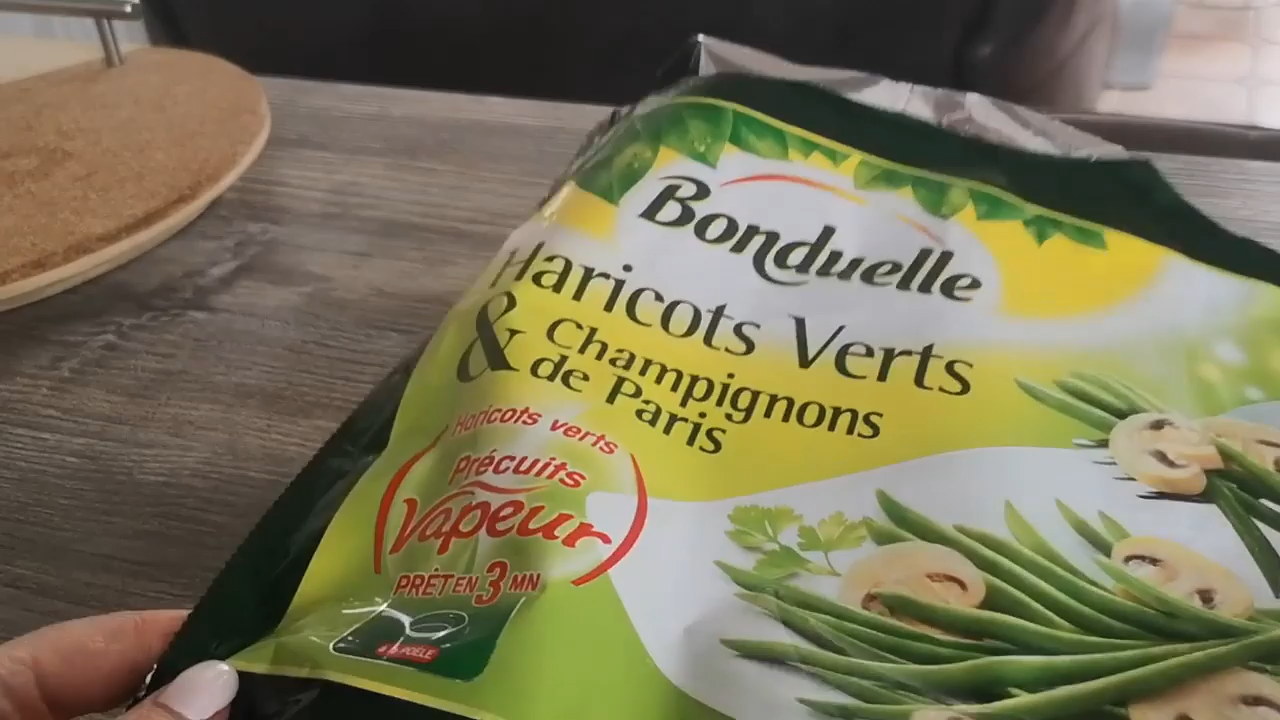 Bonduelle
Haricots Verts
& Champignons
de Paris
Haricots verts
Précuits
Vapeur
PRÊT EN 3 MN
à la POÊLE